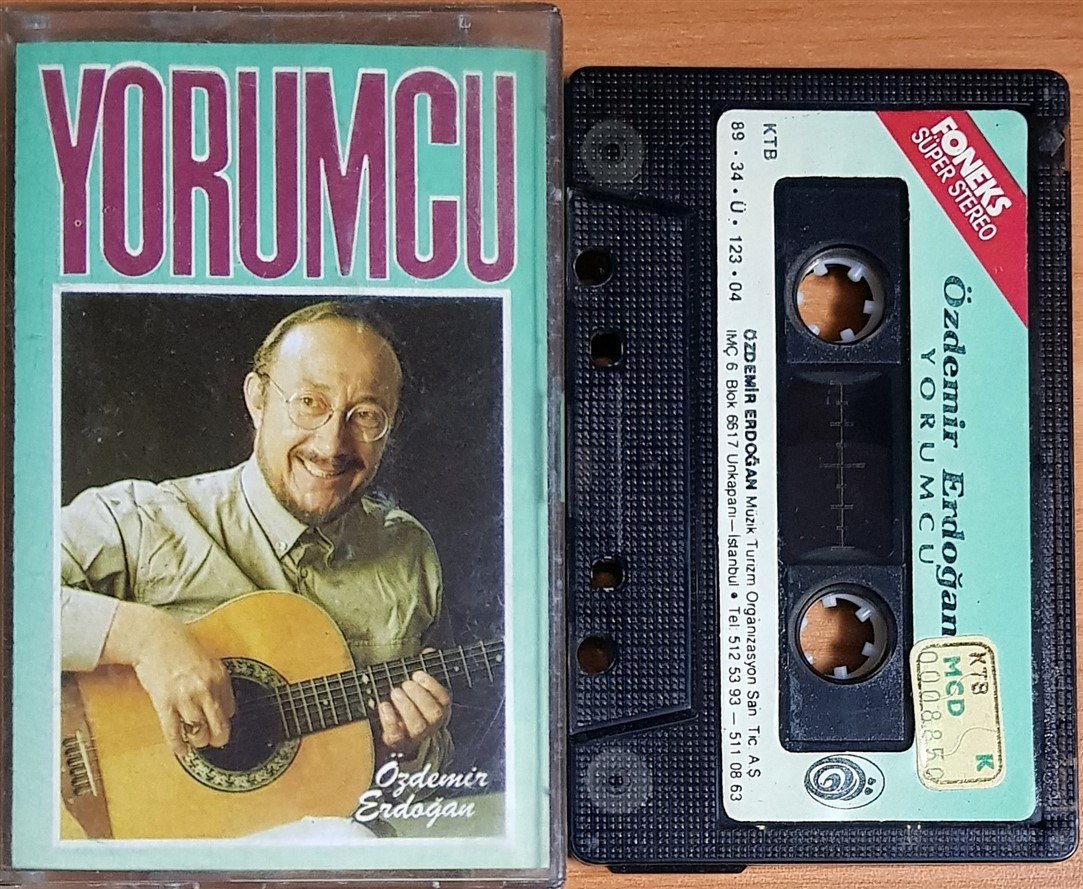 YORUMCU
Özdemir
Erdoğan
FONEKS
SÜPER STEREO
Özdemir Erdoğan
YORUMCU
KTB
89 · 34 · Ü · 123 · 04
ÖZDEMİR ERDOĞAN Müzik Turizm Organizasyon San. Tic. A.Ş
IMÇ 6 Blok 6617 Unkapanı - İstanbul • Tel: 512 53 93 - 511 08 63
KTB
MCD K